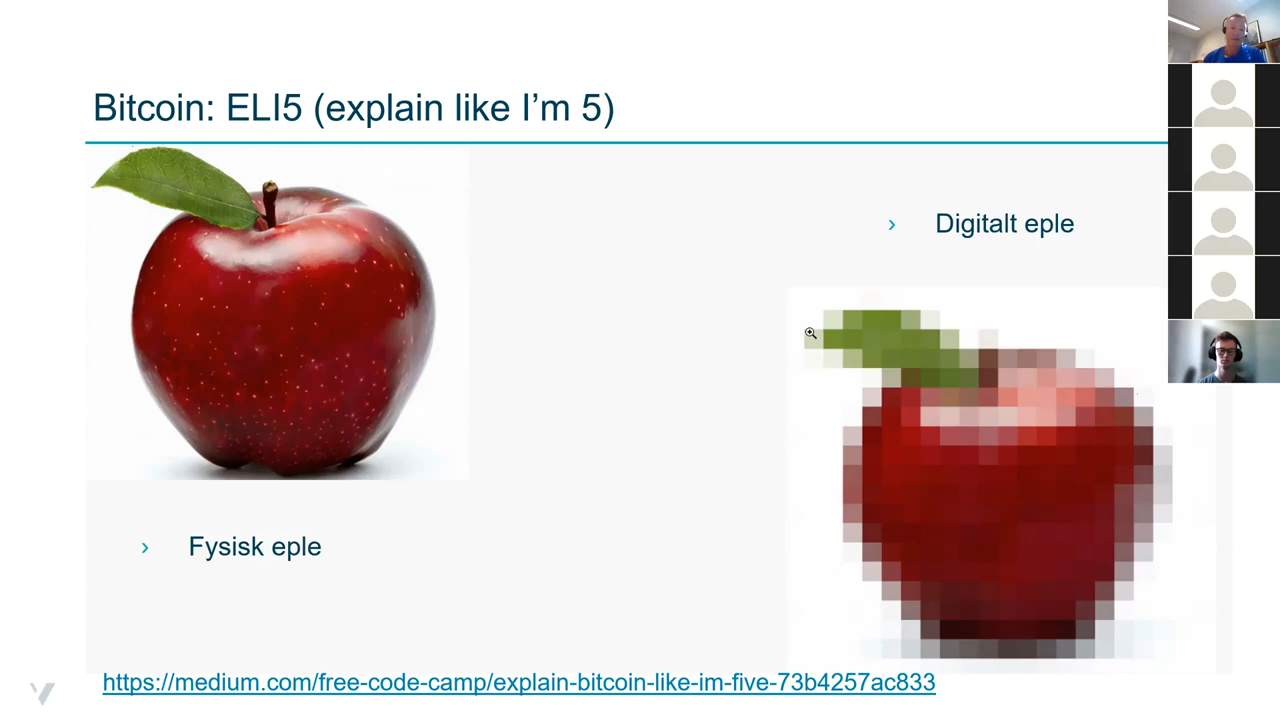 Bitcoin: ELI5 (explain like I'm 5)
› Digitalt eple
› Fysisk eple
https://medium.com/free-code-camp/explain-bitcoin-like-im-five-73b4257ac833